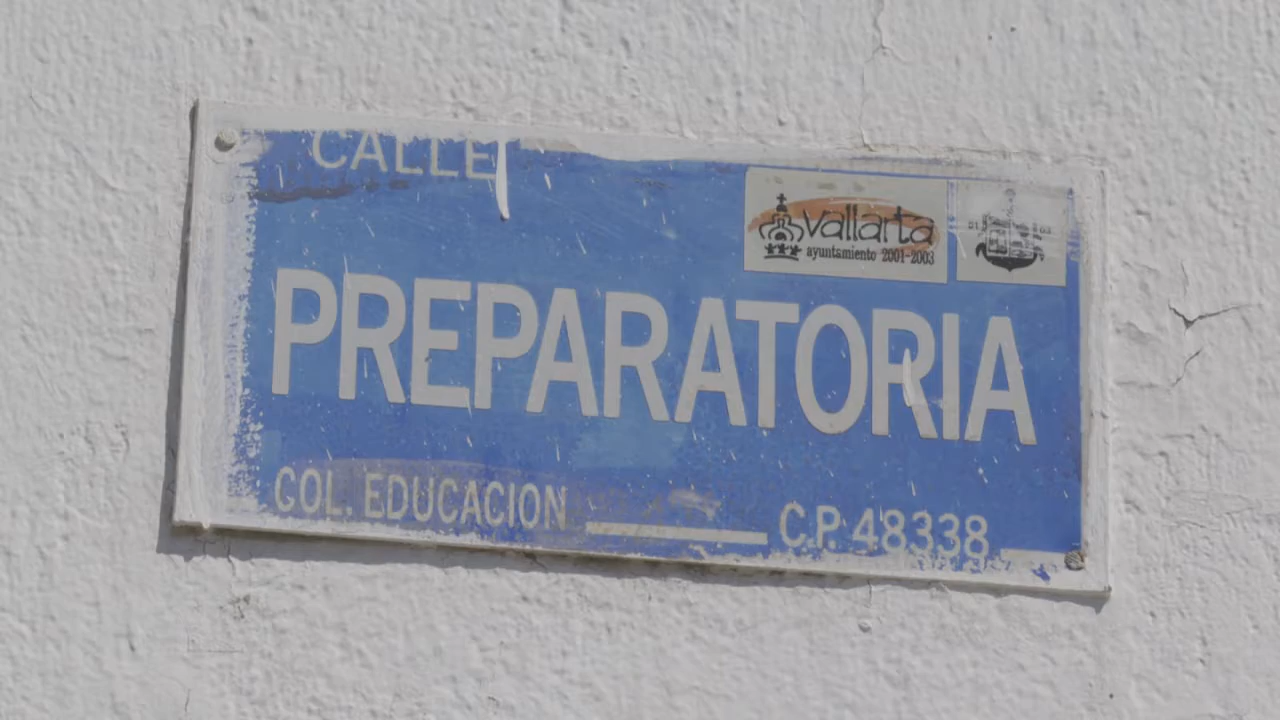 CALLE
vallarta
ayuntamiento 2001-2003
PREPARATORIA
COL. EDUCACION
C.P. 48338